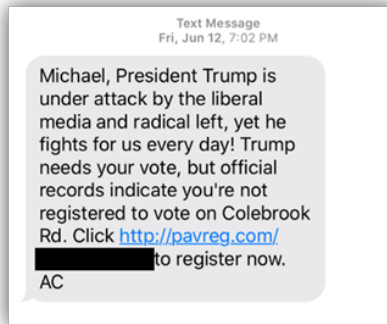 Text Message
Fri, Jun 12, 7:02 PM
Michael, President Trump is
under attack by the liberal
media and radical left, yet he
fights for us every day! Trump
needs your vote, but official
records indicate you're not
registered to vote on Colebrook
Rd. Click http://pavreg.com/
to register now.
AC